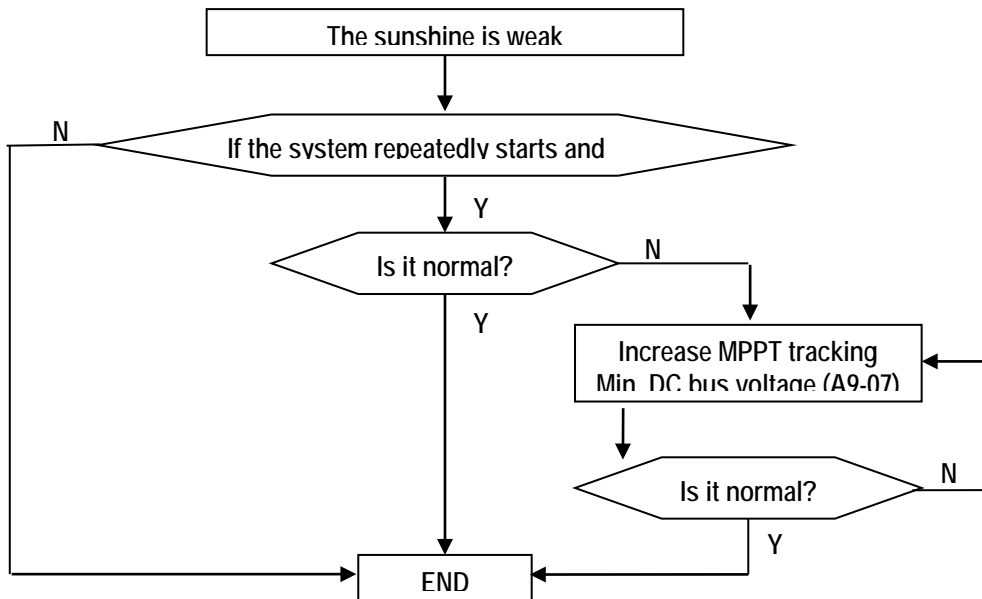 The sunshine is weak
N
If the system repeatedly starts and
Y
Is it normal?
N
Y
Increase MPPT tracking
Min. DC bus voltage (A9-07)
Is it normal?
N
Y
END